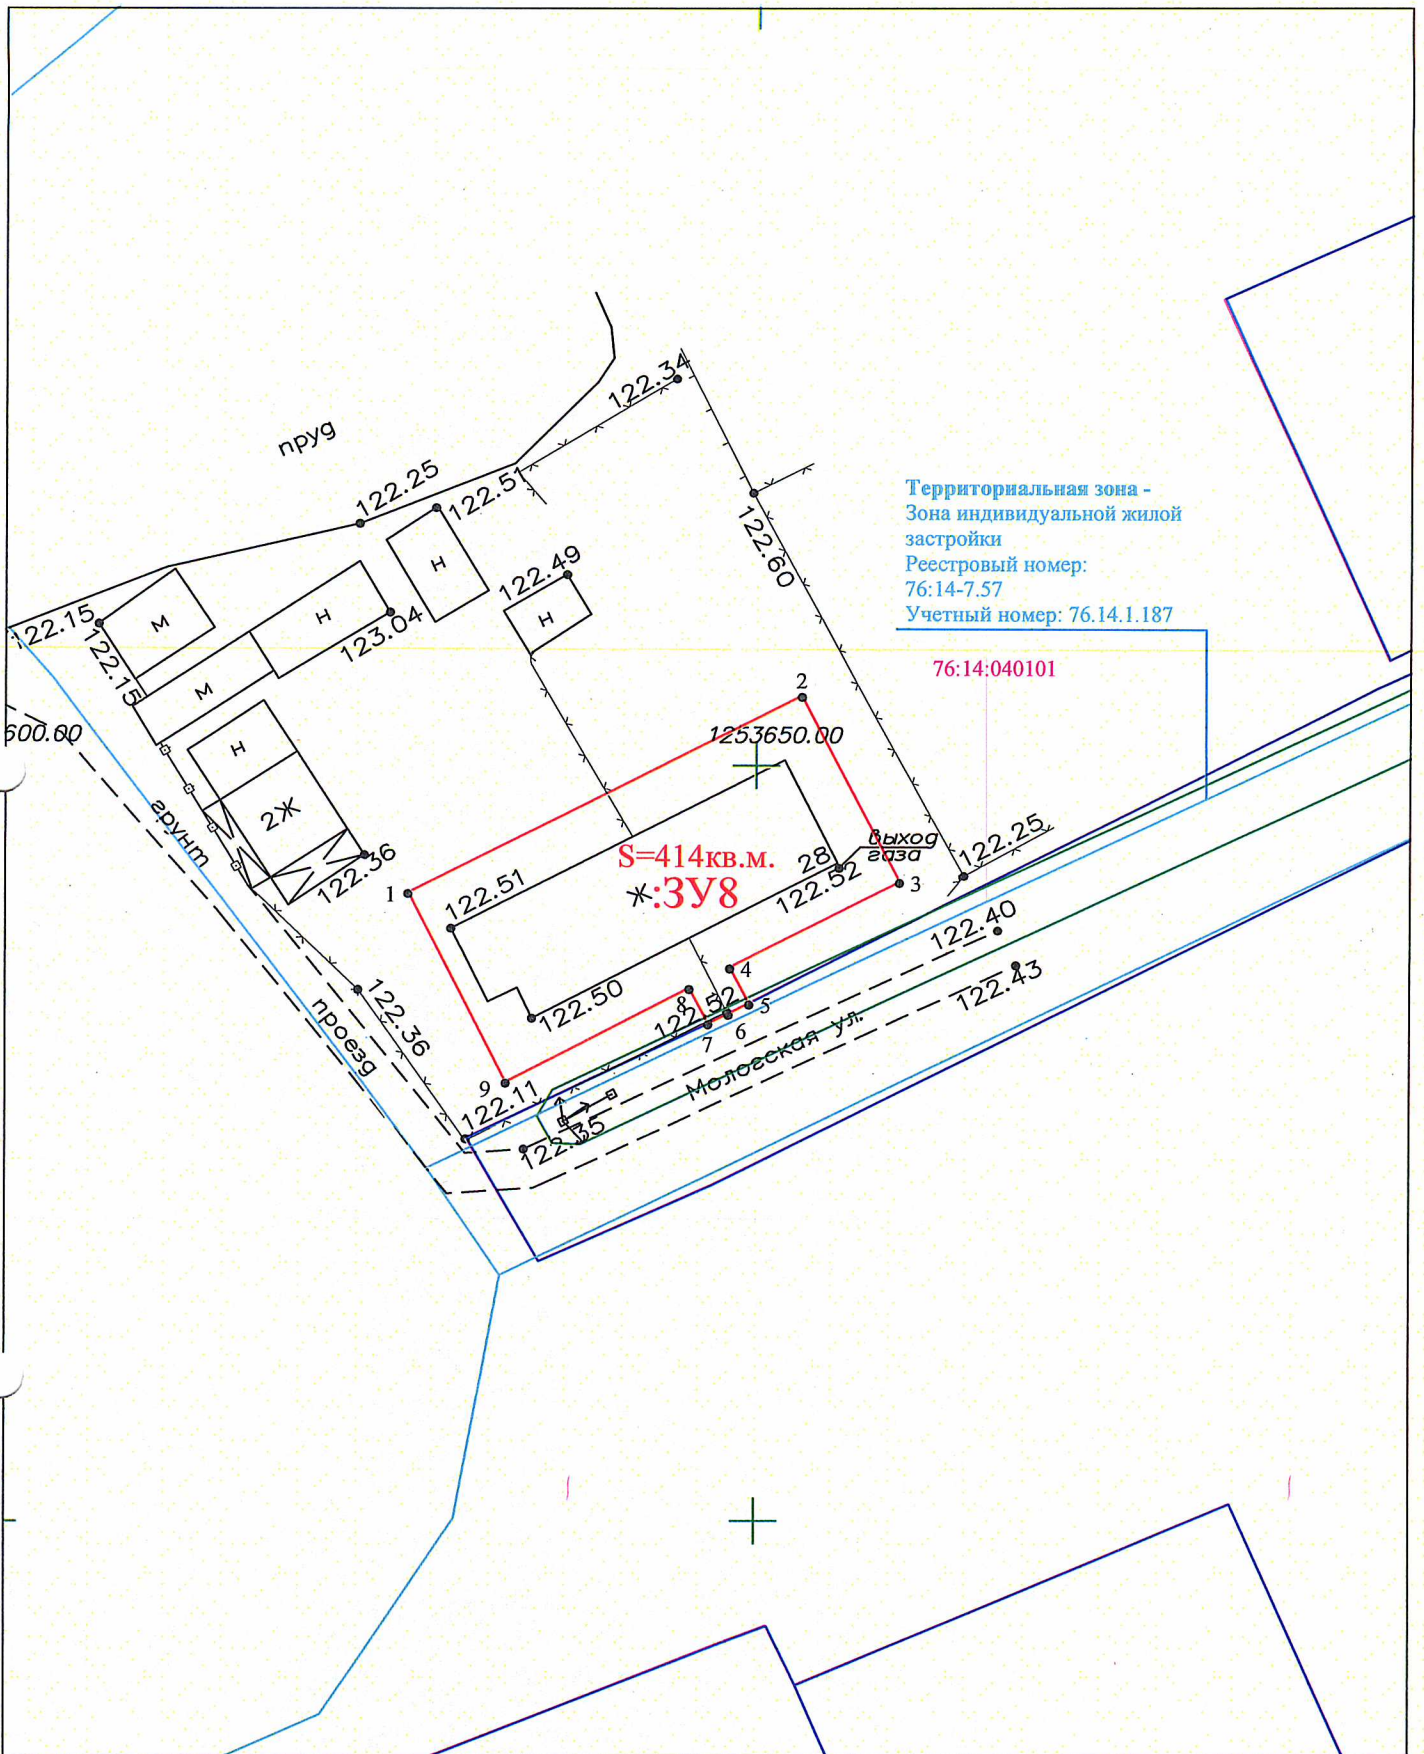 122.34
пруд
122.25
122.51
Территориальная зона -
Зона индивидуальной жилой
застройки
Реестровый номер:
76:14-7.57
Учетный номер: 76.14.1.187
122.60
122.49
Н
Н
Н
М
123.04
122.15
122.15
М
76:14:040101
2
600.00
1253650.00
Н
2Ж
грунт
122.36
выход
газа
122.25
28
S=414кв.м.
ж:ЗУ8
122.52
3
1
122.51
122.40
4
122.43
122.50
8
122.52
5
6
7
122.36
проезд
Мологская ул.
9
122.11
122.35